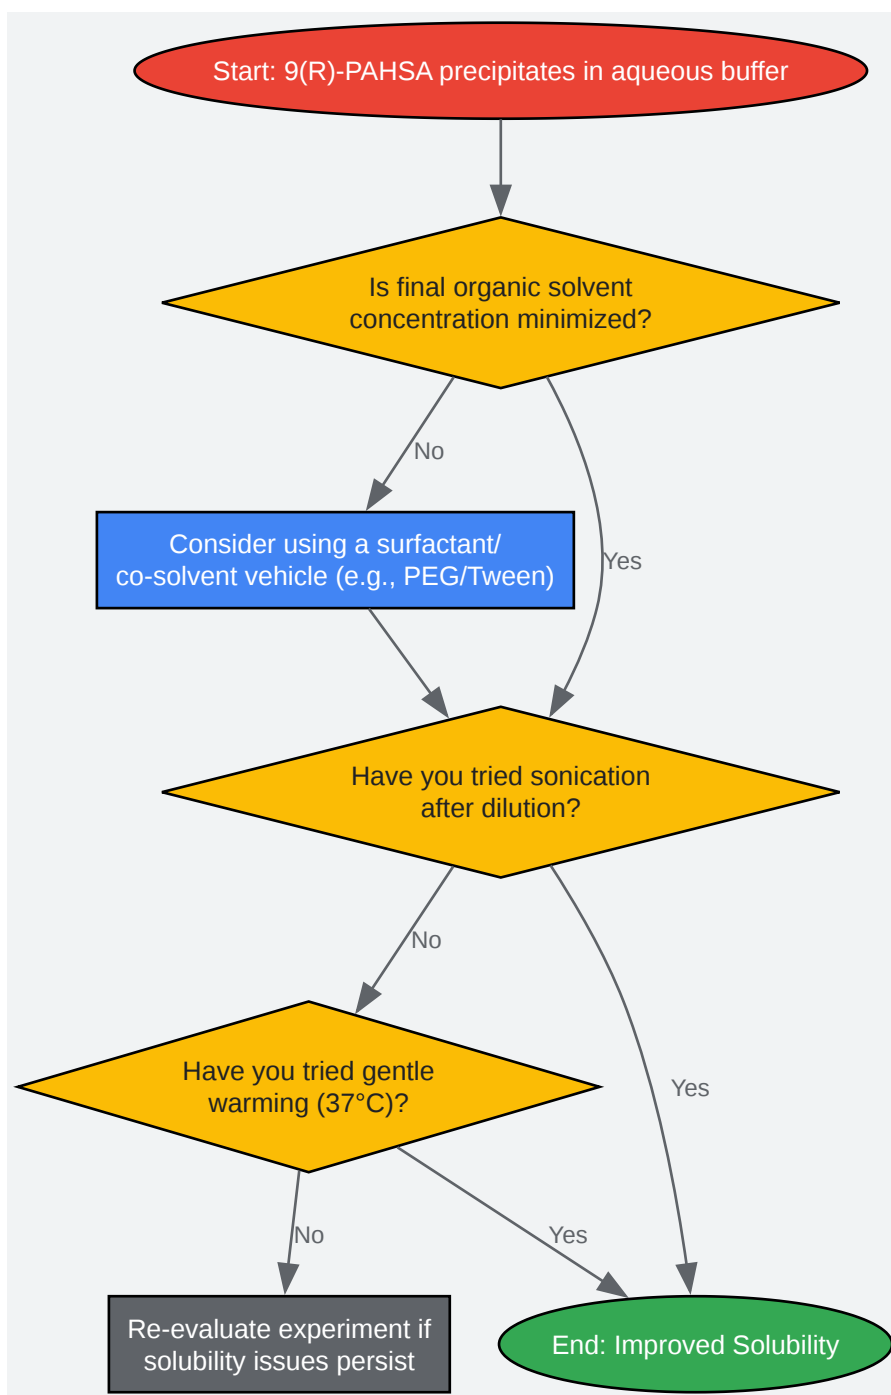 Start: 9(R)-PAHSA precipitates in aqueous buffer
Is final organic solvent
concentration minimized?
No
Consider using a surfactant/
co-solvent vehicle (e.g., PEG/Tween)
Yes
Have you tried sonication
after dilution?
No
Have you tried gentle
warming (37°C)?
Yes
No
Yes
Re-evaluate experiment if
solubility issues persist
End: Improved Solubility